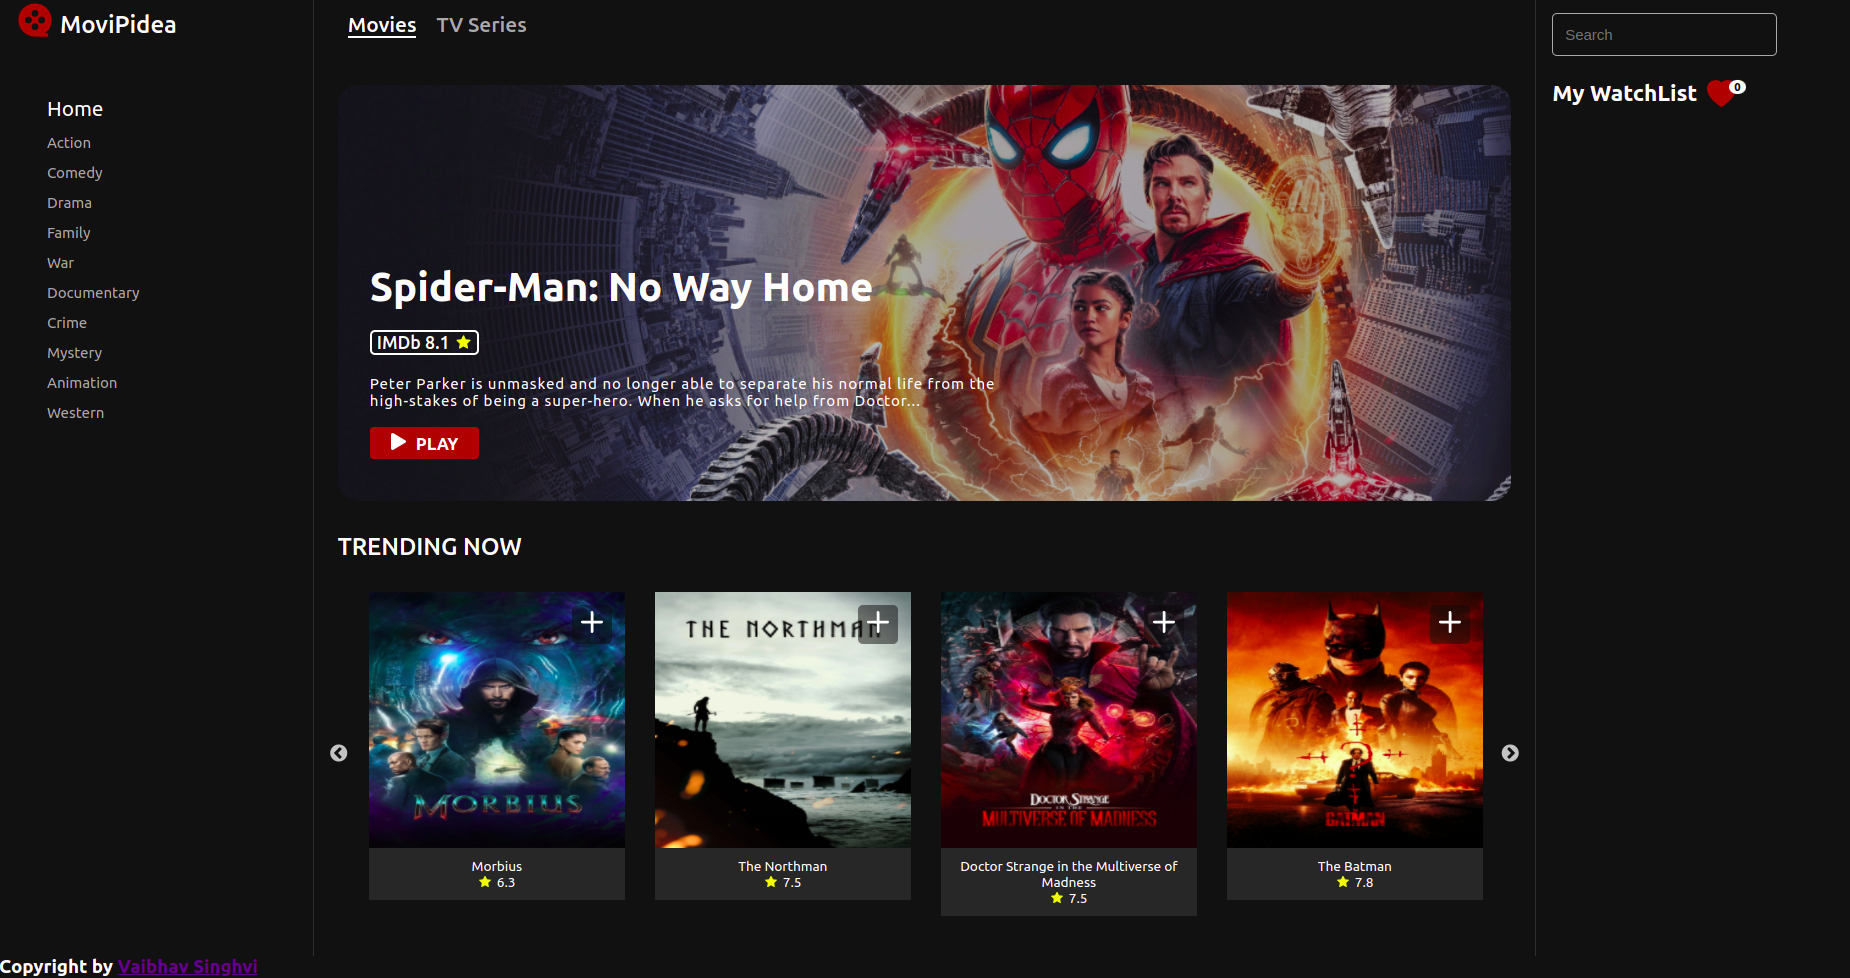 MoviPidea
Movies TV Series
Search
Home
Action
Comedy
Drama
Family
War
Documentary
Crime
Mystery
Animation
Western
My WatchList 0
Spider-Man: No Way Home
IMDb 8.1
Peter Parker is unmasked and no longer able to separate his normal life from the
high-stakes of being a super-hero. When he asks for help from Doctor...
PLAY
TRENDING NOW
MORBIUS
Morbius
6.3
THE NORTHMAN
The Northman
7.5
DOCTOR STRANGE
IN THE
MULTIVERSE OF MADNESS
Doctor Strange in the Multiverse of
Madness
7.5
BATMAN
The Batman
7.8
Copyright by Vaibhav Singhvi